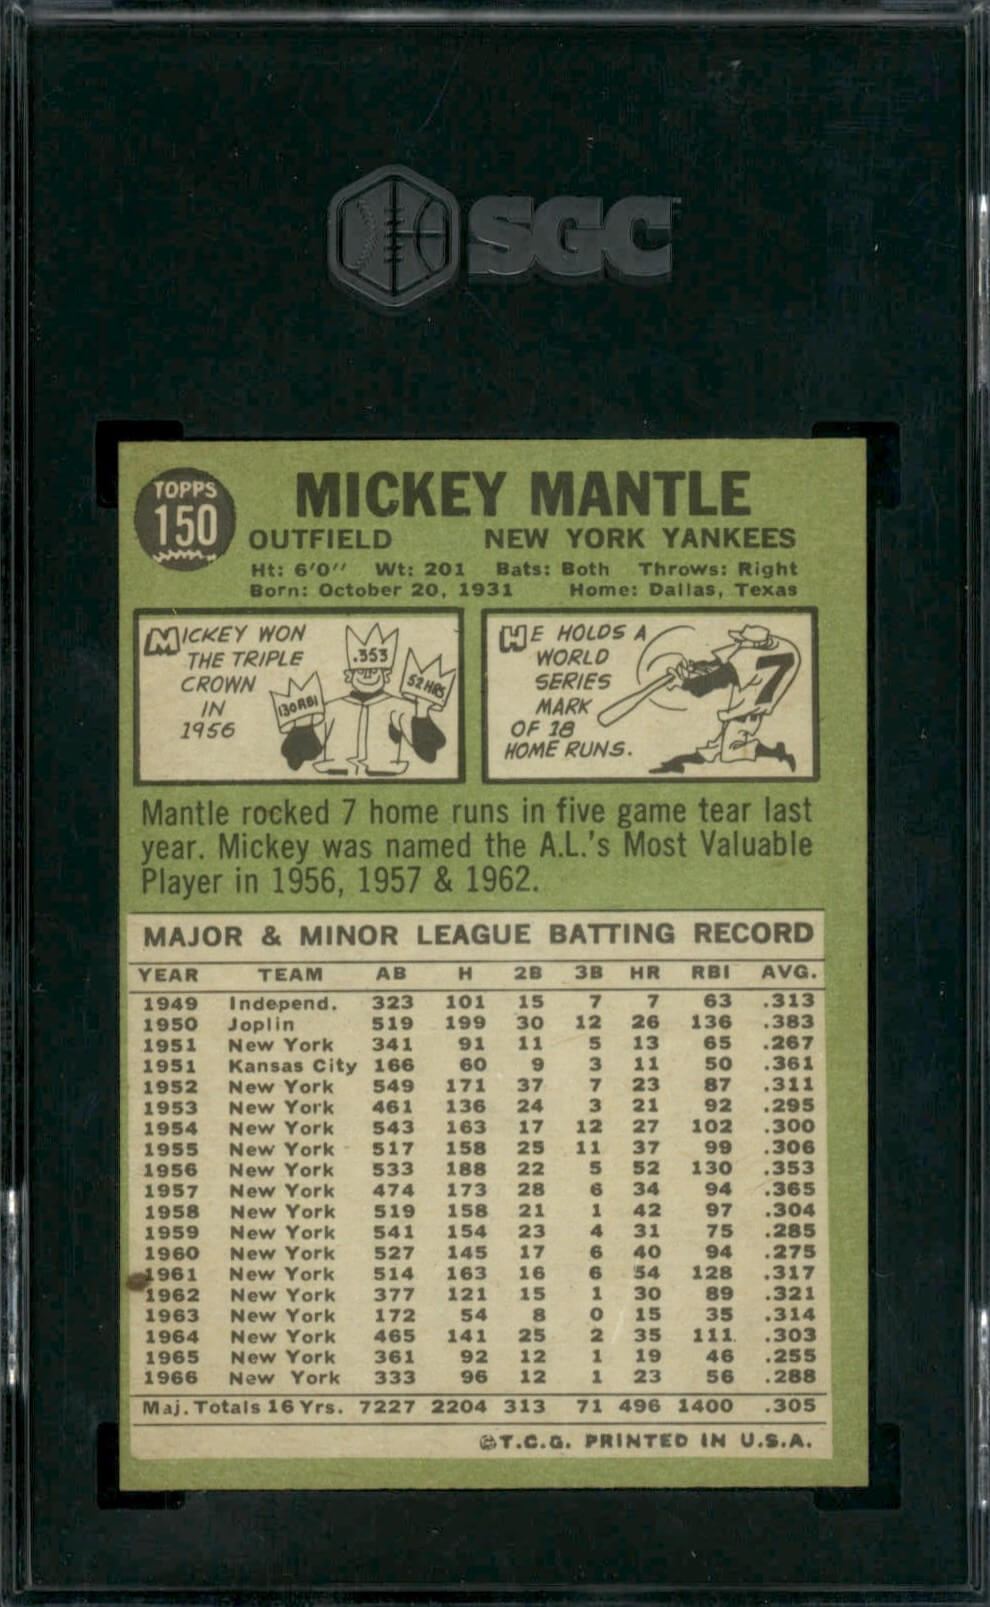 SGC
TOPPS
150
MICKEY MANTLE
OUTFIELD NEW YORK YANKEES
Ht: 6'0'' Wt: 201 Bats: Both Throws: Right
Born: October 20, 1931 Home: Dallas, Texas
MICKEY WON
THE TRIPLE
CROWN
IN
1956
130 RBI
.353
52 HRS
HE HOLDS A
WORLD
SERIES
MARK
OF 18
HOME RUNS.
7
Mantle rocked 7 home runs in five game tear last
year. Mickey was named the A.L.'s Most Valuable
Player in 1956, 1957 & 1962.
MAJOR & MINOR LEAGUE BATTING RECORD
YEAR TEAM AB H 2B 3B HR RBI AVG.
1949 Independ. 323 101 15 7 7 63 .313
1950 Joplin 519 199 30 12 26 136 .383
1951 New York 341 91 11 5 13 65 .267
1951 Kansas City 166 60 9 3 11 50 .361
1952 New York 549 171 37 7 23 87 .311
1953 New York 461 136 24 3 21 92 .295
1954 New York 543 163 17 12 27 102 .300
1955 New York 517 158 25 11 37 99 .306
1956 New York 533 188 22 5 52 130 .353
1957 New York 474 173 28 6 34 94 .365
1958 New York 519 158 21 1 42 97 .304
1959 New York 541 154 23 4 31 75 .285
1960 New York 527 145 17 6 40 94 .275
1961 New York 514 163 16 6 54 128 .317
1962 New York 377 121 15 1 30 89 .321
1963 New York 172 54 8 0 15 35 .314
1964 New York 465 141 25 2 35 111 .303
1965 New York 361 92 12 1 19 46 .255
1966 New York 333 96 12 1 23 56 .288
Maj. Totals 16 Yrs. 7227 2204 313 71 496 1400 .305
©T.C.G. PRINTED IN U.S.A.